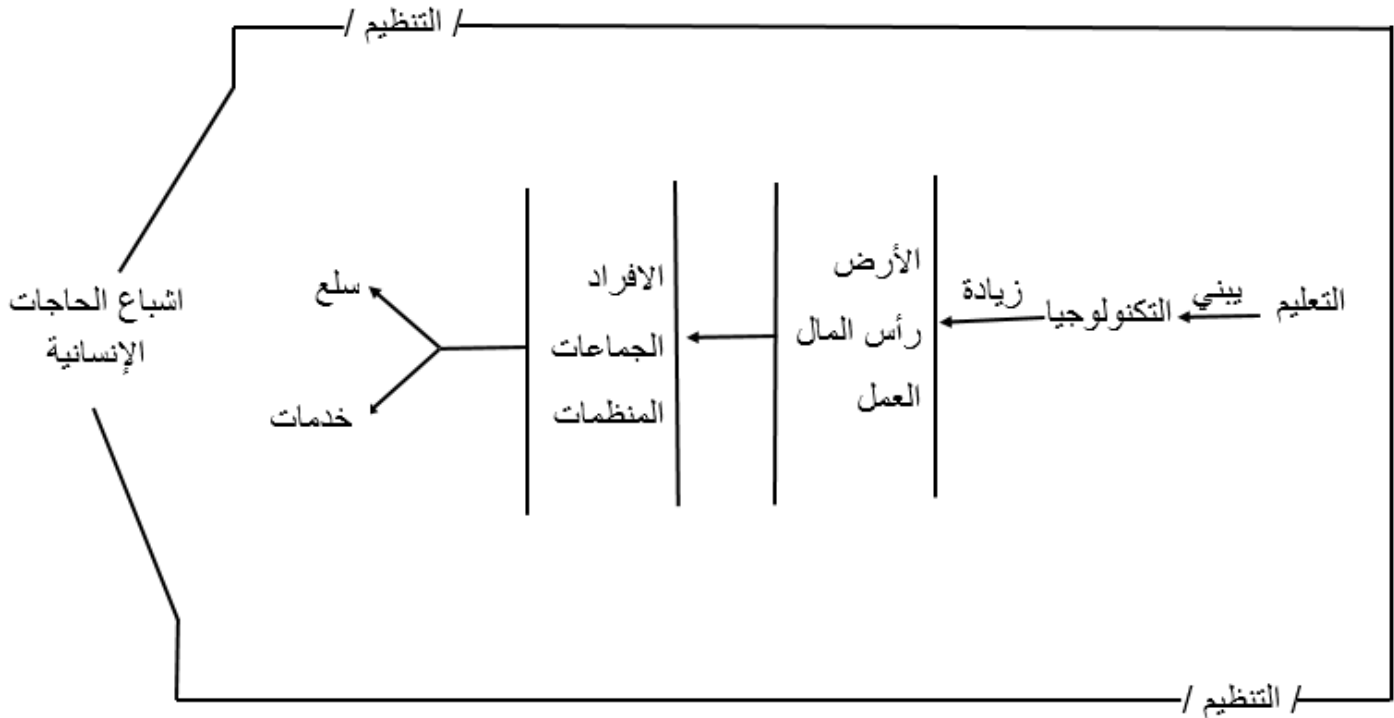 / التنظيم /
التعليم
يبني
التكنولوجيا
زيادة
الأرض
رأس المال
العمل
الافراد
الجماعات
المنظمات
سلع
خدمات
اشباع الحاجات
الإنسانية
/ التنظيم /